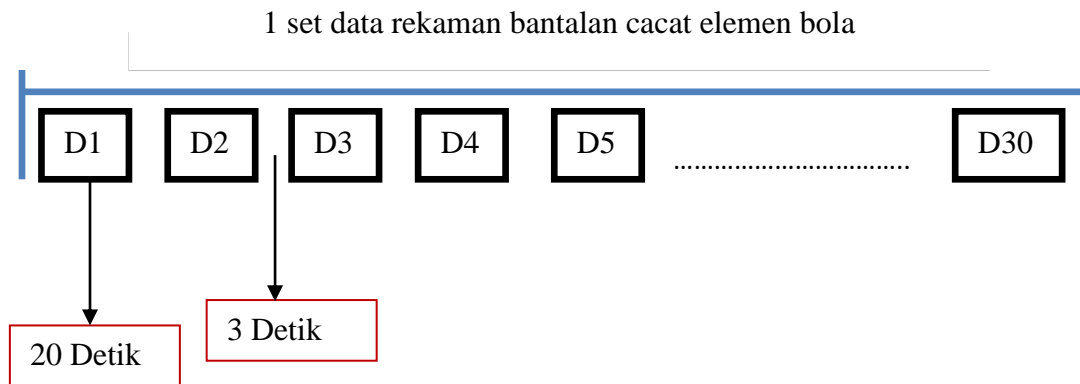 1 set data rekaman bantalan cacat elemen bola
D1 D2 D3 D4 D5 .................................. D30
3 Detik
20 Detik